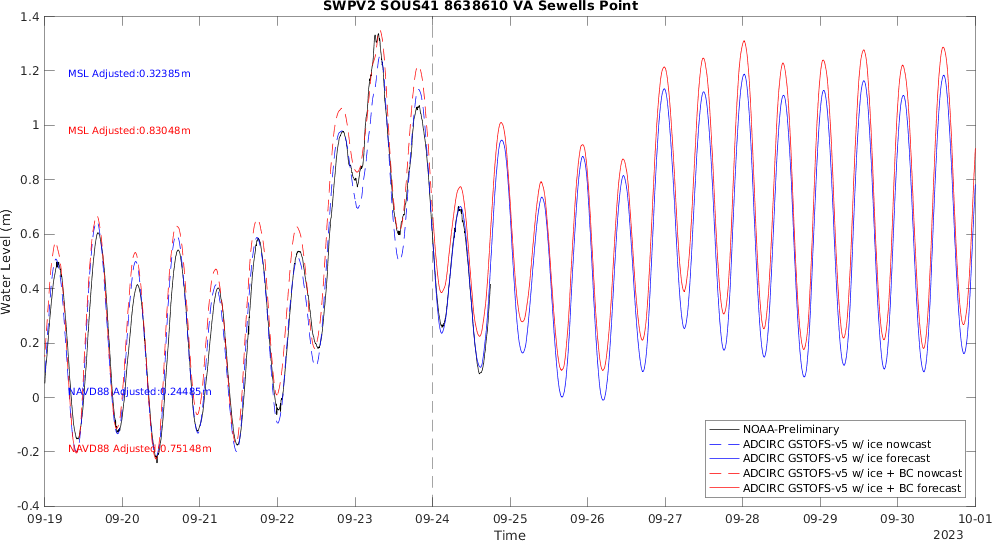 SWPV2 SOUS41 8638610 VA Sewells Point
1.4
1.2
1
0.8
0.6
0.4
0.2
0
-0.2
-0.4
Water Level (m)
MSL Adjusted:0.32385m
MSL Adjusted:0.83048m
NAVD88 Adjusted:0.24485m
NAVD88 Adjusted:0.75148m
NOAA-Preliminary
ADCIRC GSTOFS-v5 w/ ice nowcast
ADCIRC GSTOFS-v5 w/ ice forecast
ADCIRC GSTOFS-v5 w/ ice + BC nowcast
ADCIRC GSTOFS-v5 w/ ice + BC forecast
09-19 09-20 09-21 09-22 09-23 09-24 09-25 09-26 09-27 09-28 09-29 09-30 10-01
Time
2023